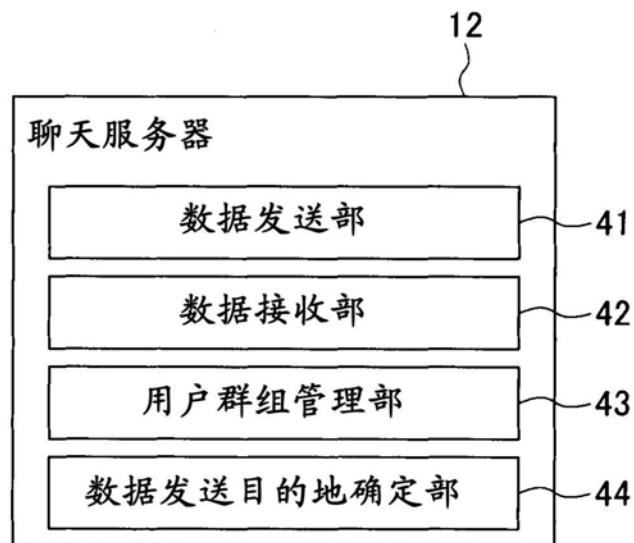 12
聊天服务器
数据发送部 41
数据接收部 42
用户群组管理部 43
数据发送目的地确定部 44